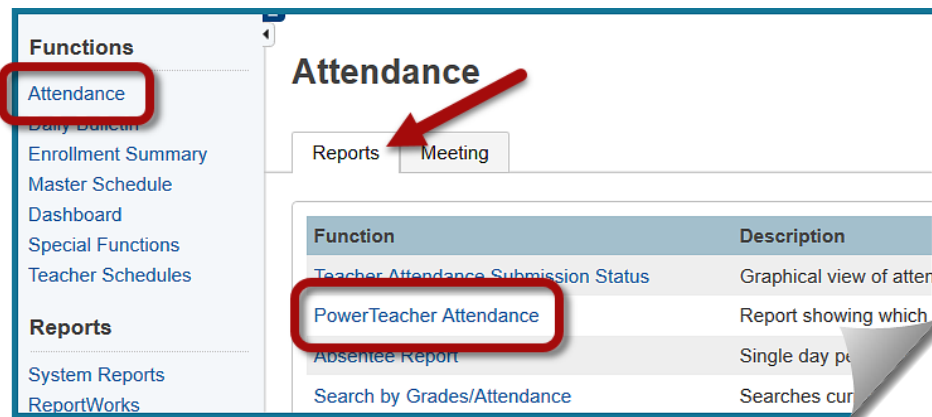 Functions
Attendance
Daily Bulletin
Enrollment Summary
Master Schedule
Dashboard
Special Functions
Teacher Schedules
Reports
System Reports
ReportWorks
Attendance
Reports Meeting
Function Description
Teacher Attendance Submission Status Graphical view of atten
PowerTeacher Attendance Report showing which
Absentee Report Single day pe
Search by Grades/Attendance Searches cur